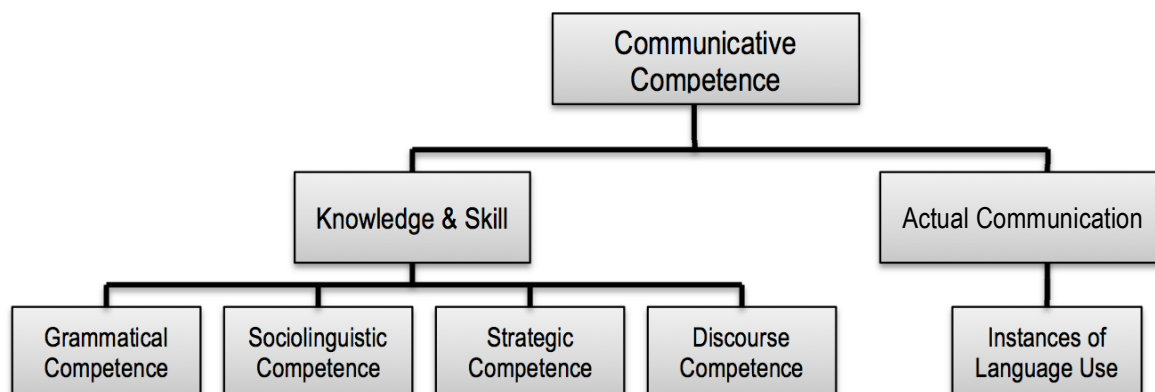 Communicative
Competence
Knowledge & Skill
Actual Communication
Grammatical
Competence
Sociolinguistic
Competence
Strategic
Competence
Discourse
Competence
Instances of
Language Use